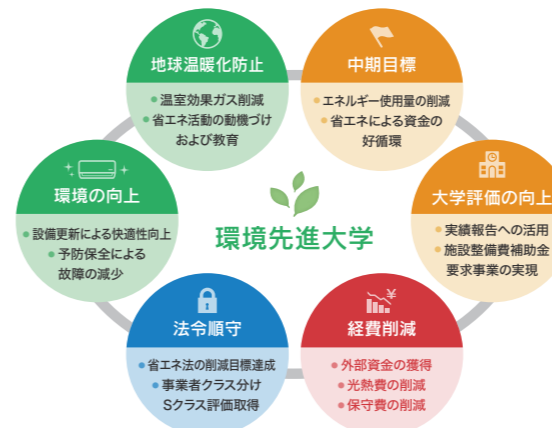 地球温暖化防止
• 温室効果ガス削減
• 省エネ活動の動機づけ
および教育
中期目標
• エネルギー使用量の削減
• 省エネによる資金の
好循環
環境の向上
• 設備更新による快適性向上
• 予防保全による
故障の減少
環境先進大学
大学評価の向上
• 実績報告への活用
• 施設整備費補助金
要求事業の実現
法令順守
• 省エネ法の削減目標達成
• 事業者クラス分け
Sクラス評価取得
¥
経費削減
• 外部資金の獲得
• 光熱費の削減
• 保守費の削減